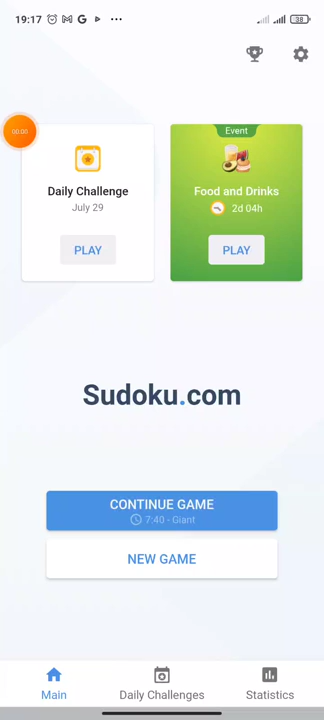 19:17
38
00:00
Event
Daily Challenge
July 29
PLAY
Food and Drinks
2d 04h
PLAY
Sudoku.com
CONTINUE GAME
7:40 - Giant
NEW GAME
Main
Daily Challenges
Statistics